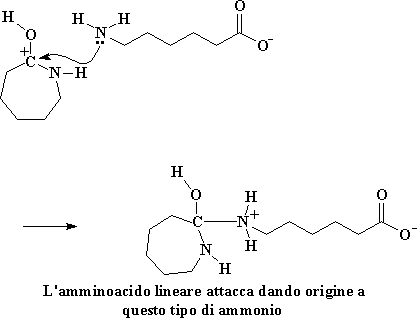 H
H H
O
O
N
O-
+
C
N-H
H
H
O
H
O
C
N+
O-
H
N
H
L'amminoacido lineare attacca dando origine a
questo tipo di ammonio